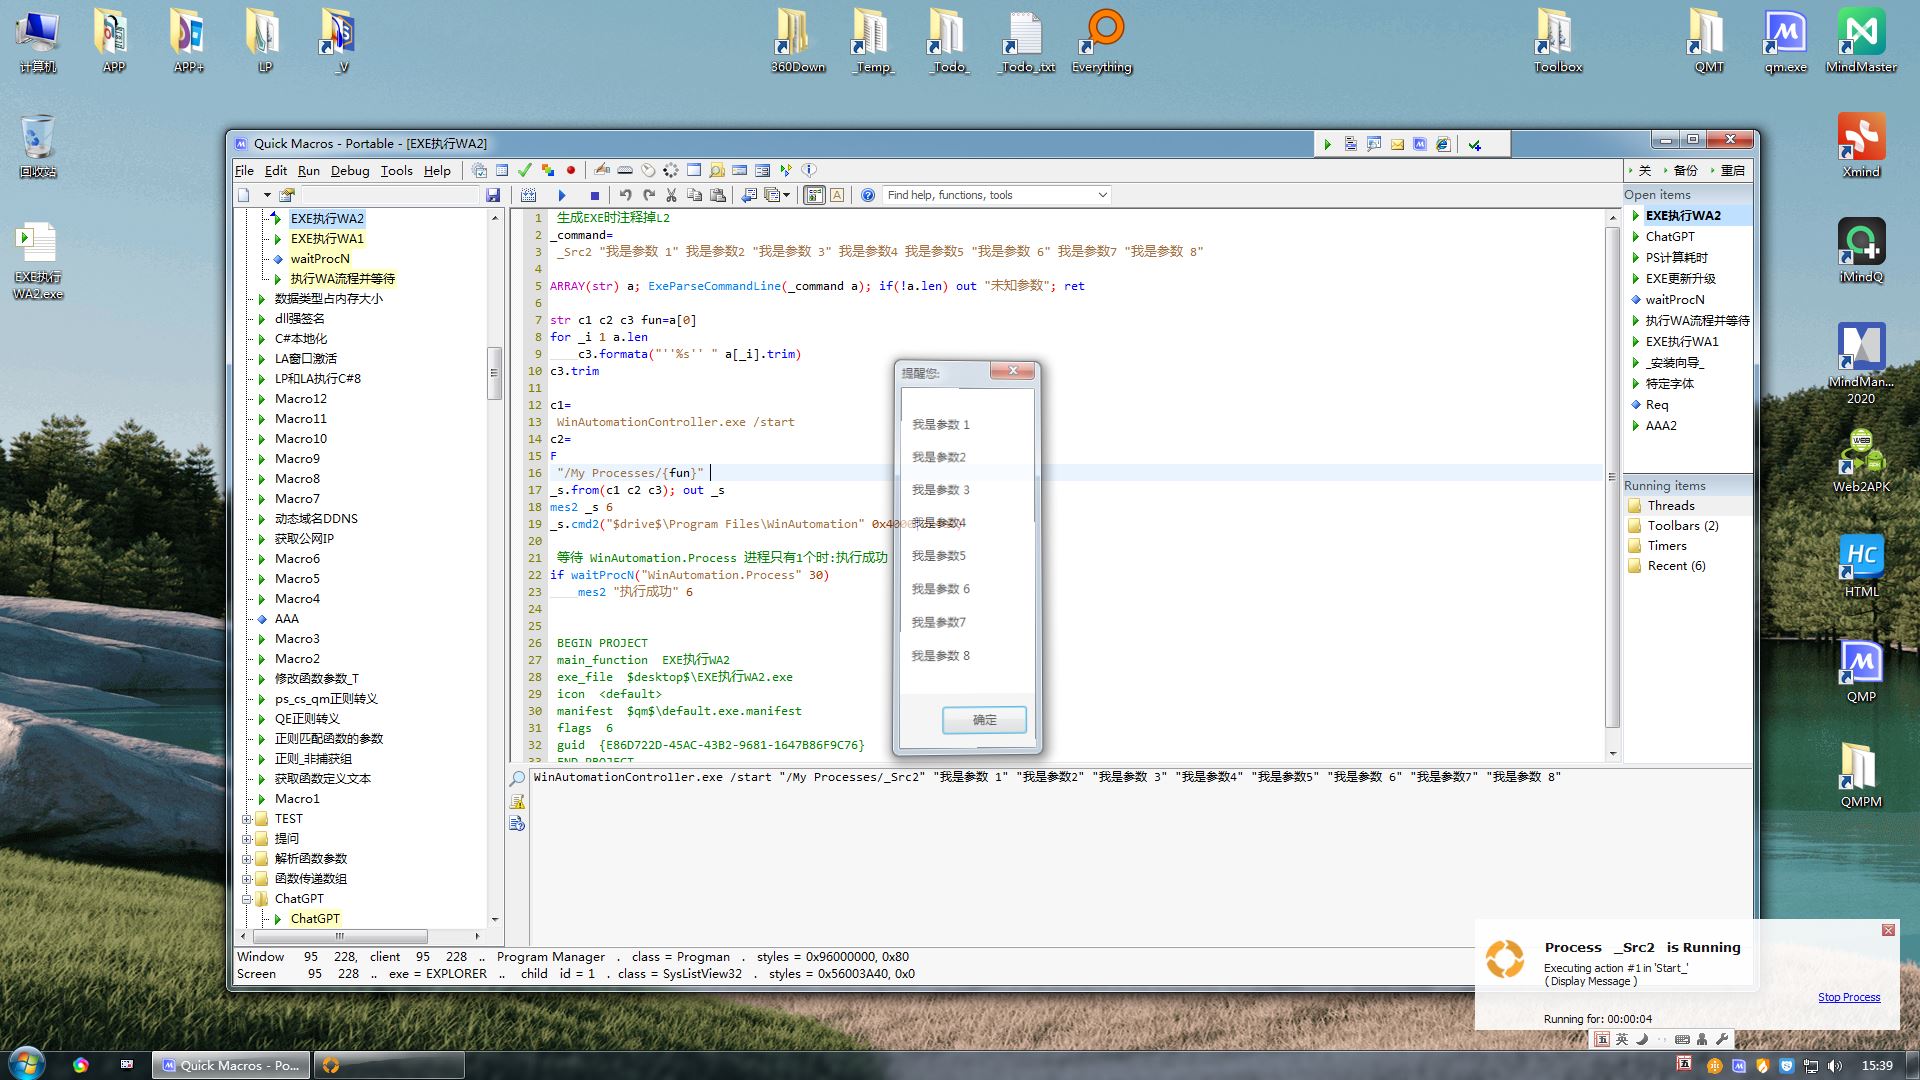 计算机
APP
APP+
LP
_V
360Down
_Temp_
_Todo_
_Todo_.txt
Everything
Toolbox
QMT
qm.exe
MindMaster
回收站
EXE执行
WA2.exe
Xmind
iMindQ
MindMan...
2020
Web2APK
HTML
QMP
QMPM
Quick Macros - Portable - [EXE执行WA2]
File Edit Run Debug Tools Help
关 备份 重启
Find help, functions, tools
EXE执行WA2
EXE执行WA1
waitProcN
执行WA流程并等待
数据类型占内存大小
dll强签名
C#本地化
LA窗口激活
LP和LA执行C#8
Macro12
Macro11
Macro10
Macro9
Macro8
Macro7
动态域名DDNS
获取公网IP
Macro6
Macro5
Macro4
AAA
Macro3
Macro2
修改函数参数_T
ps_cs_qm正则转义
QE正则转义
正则匹配函数的参数
正则_非捕获组
获取函数定义文本
Macro1
TEST
提问
解析函数参数
函数传递数组
ChatGPT
ChatGPT
1 生成EXE时注释掉L2
2 _command=
3 _Src2 "我是参数 1" 我是参数2 "我是参数 3" 我是参数4 我是参数5 "我是参数 6" 我是参数7 "我是参数 8"
4
5 ARRAY(str) a; ExeParseCommandLine(_command a); if(!a.len) out "未知参数"; ret
6
7 str c1 c2 c3 fun=a[0]
8 for _i 1 a.len
9 ____c3.formata("''%s'' " a[_i].trim)
10 c3.trim
11
12 c1=
13 WinAutomationController.exe /start
14 c2=
15 F
16 "/My Processes/{fun}"
17 _s.from(c1 c2 c3); out _s
18 mes2 _s 6
19 _s.cmd2("$drive$\Program Files\WinAutomation"
20
21 等待 WinAutomation.Process 进程只有1个时:执行成功
22 if waitProcN("WinAutomation.Process" 30)
23 ____mes2 "执行成功" 6
24
25
26 BEGIN PROJECT
27 main_function EXE执行WA2
28 exe_file $desktop$\EXE执行WA2.exe
29 icon <default>
30 manifest $qm$\default.exe.manifest
31 flags 6
32 guid {E86D722D-45AC-43B2-9681-1647B86F9C76}
33 END PROJECT
提醒您:
我是参数 1
我是参数2
我是参数 3
我是参数4
我是参数5
我是参数 6
我是参数7
我是参数 8
确定
Open items
EXE执行WA2
ChatGPT
PS计算耗时
EXE更新升级
waitProcN
执行WA流程并等待
EXE执行WA1
_安装向导_
特定字体
Req
AAA2
Running items
Threads
Toolbars (2)
Timers
Recent (6)
WinAutomationController.exe /start "/My Processes/_Src2" "我是参数 1" "我是参数2" "我是参数 3" "我是参数4" "我是参数5" "我是参数 6" "我是参数7" "我是参数 8"
Window 95 228, client 95 228 .. Program Manager . class = Progman . styles = 0x96000000, 0x80
Screen 95 228 .. exe = EXPLORER .. child id = 1 . class = SysListView32 . styles = 0x56003A40, 0x0
Process _Src2 is Running
Executing action #1 in 'Start_'
( Display Message )
Stop Process
Running for: 00:00:04
五 英
Quick Macros - Po...
五
15:39